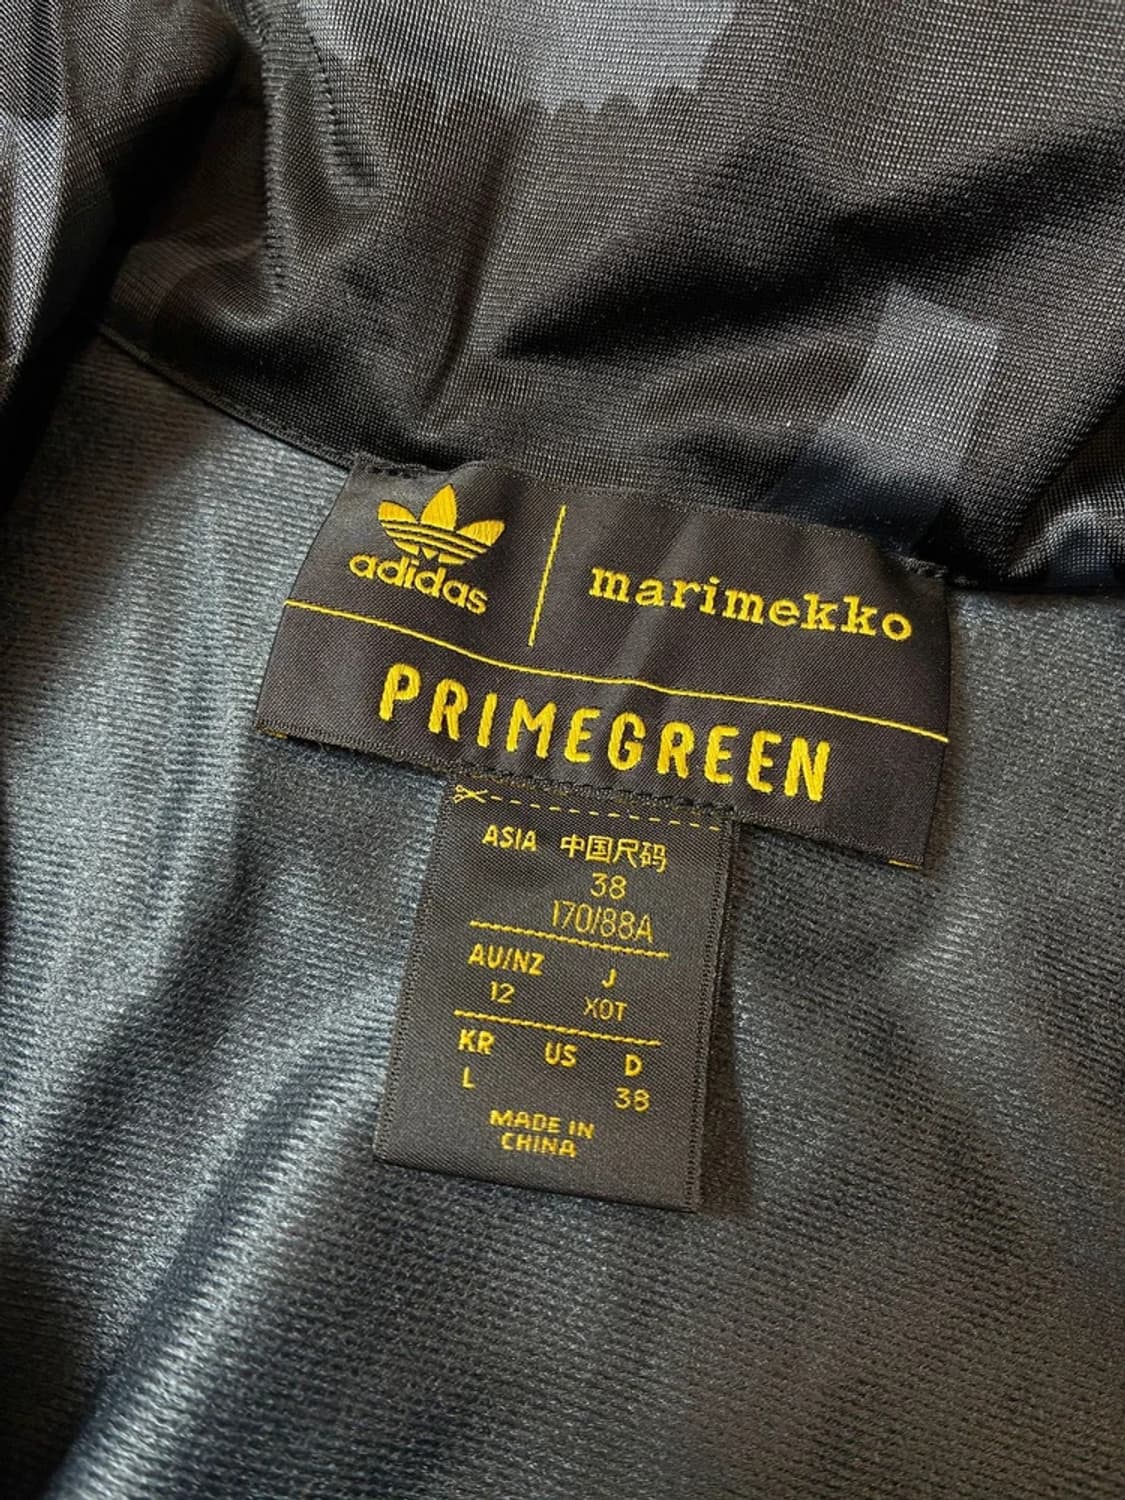 adidas | marimekko
PRIMEGREEN
ASIA 中国尺码
38
170/88A
AU/NZ J
12 XOT
KR US D
L 38
MADE IN
CHINA